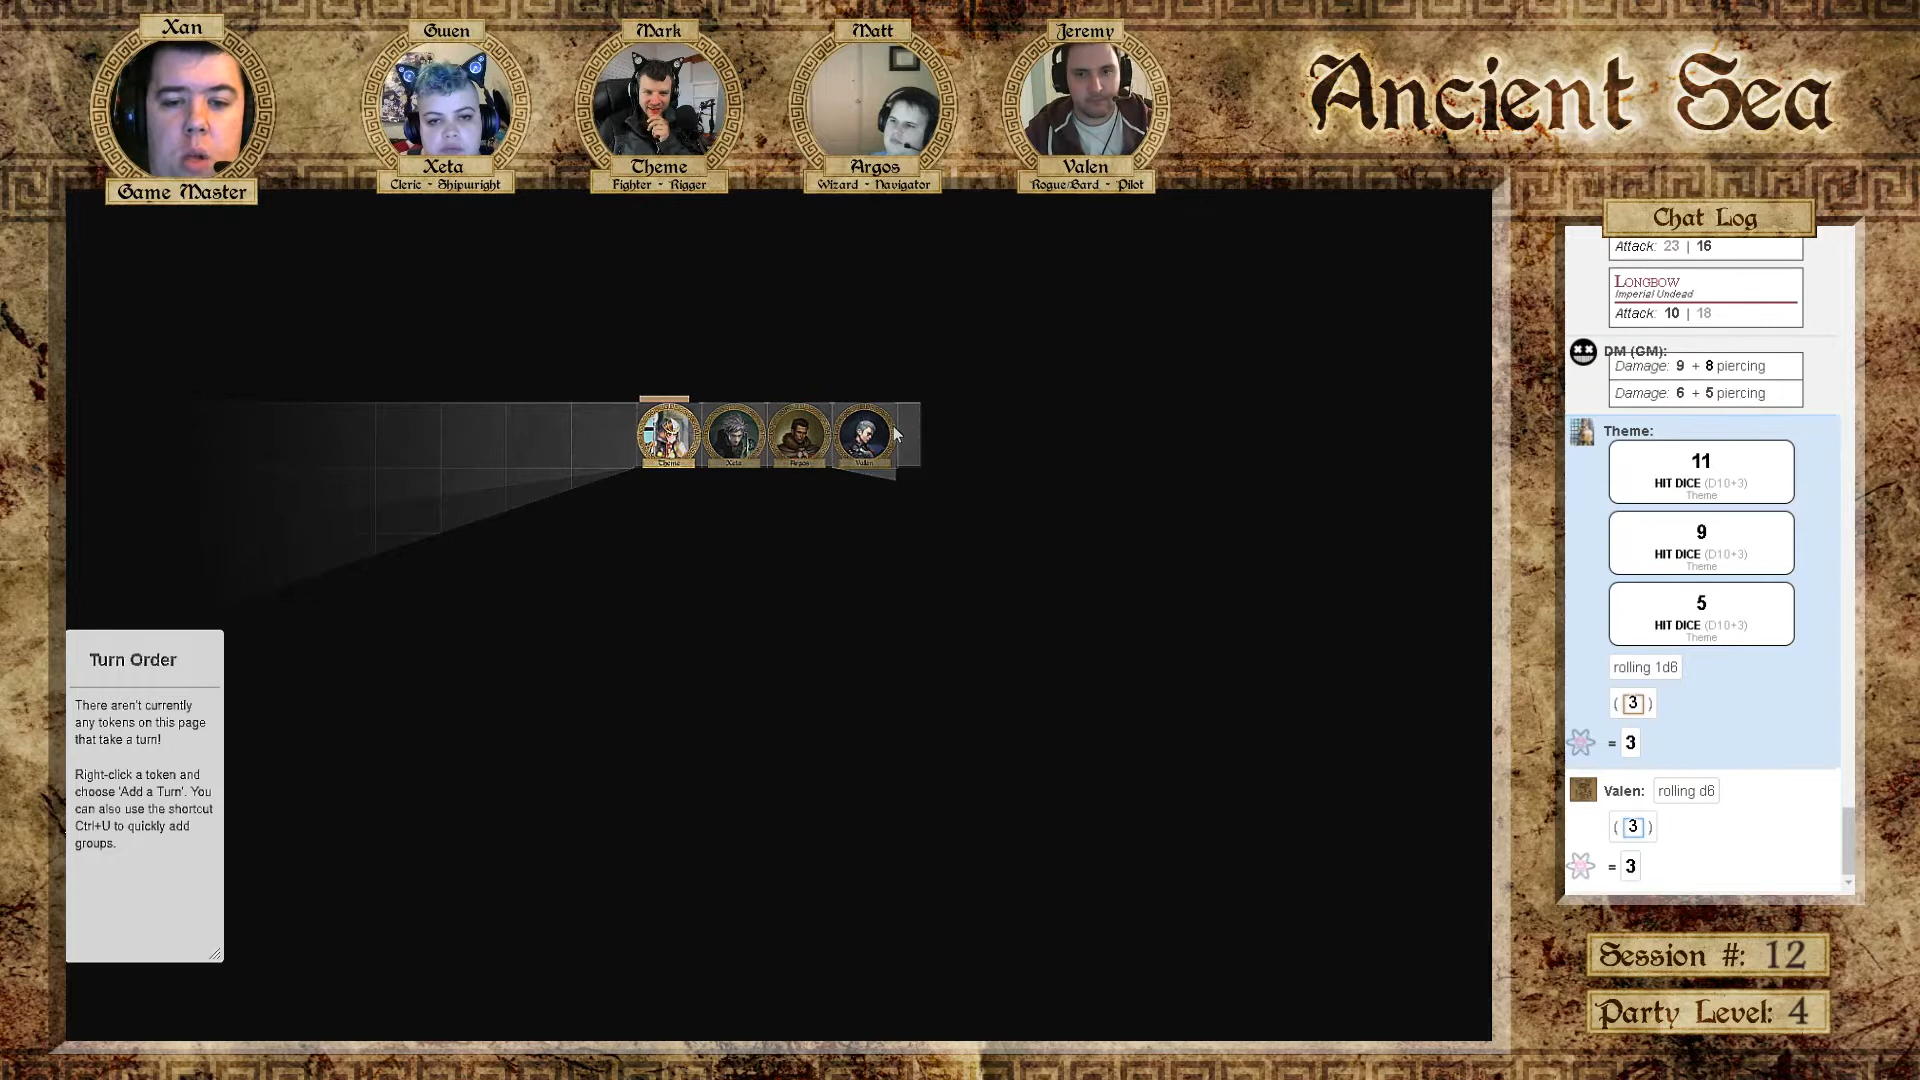 Xan
Gwen
Mark
Matt
Jeremy
Ancient Sea
Xeta
Theme
Argos
Valen
Cleric - Shipwright
Fighter - Rigger
Wizard - Navigator
Rogue/Bard - Pilot
Game Master
Chat Log
Attack: 23 | 16
Longbow
Imperial Undead
Attack: 10 | 18
DM (GM):
Damage: 9 + 8 piercing
Damage: 6 + 5 piercing
Theme:
11
HIT DICE (D10+3)
Theme
9
HIT DICE (D10+3)
Theme
5
HIT DICE (D10+3)
Theme
rolling 1d6
( 3 )
= 3
Valen: rolling d6
( 3 )
= 3
Theme
Xeta
Argos
Valen
Turn Order
There aren't currently
any tokens on this page
that take a turn!
Right-click a token and
choose 'Add a Turn'. You
can also use the shortcut
Ctrl+U to quickly add
groups.
Session #: 12
Party Level: 4